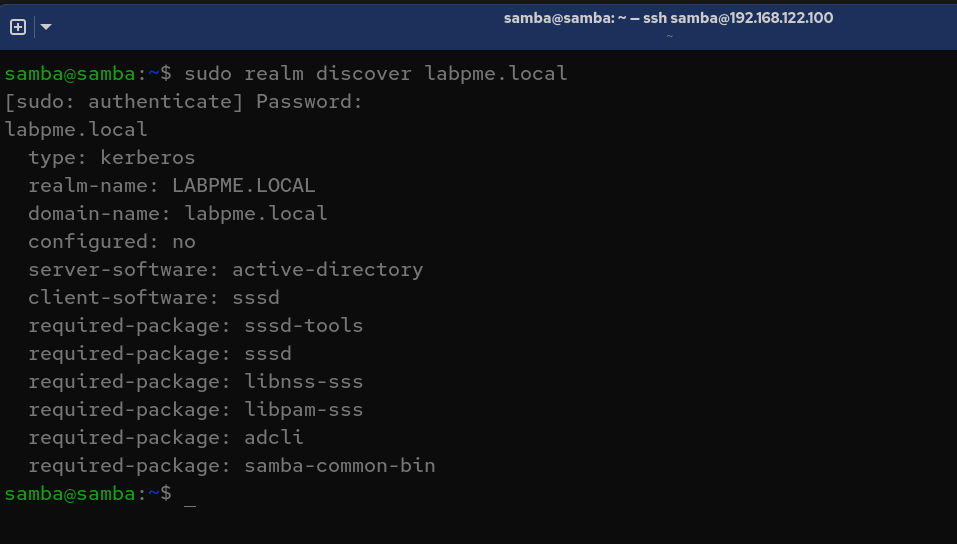 samba@samba: ~ — ssh samba@192.168.122.100
~
samba@samba:~$ sudo realm discover labpme.local
[sudo: authenticate] Password:
labpme.local
  type: kerberos
  realm-name: LABPME.LOCAL
  domain-name: labpme.local
  configured: no
  server-software: active-directory
  client-software: sssd
  required-package: sssd-tools
  required-package: sssd
  required-package: libnss-sss
  required-package: libpam-sss
  required-package: adcli
  required-package: samba-common-bin
samba@samba:~$ _